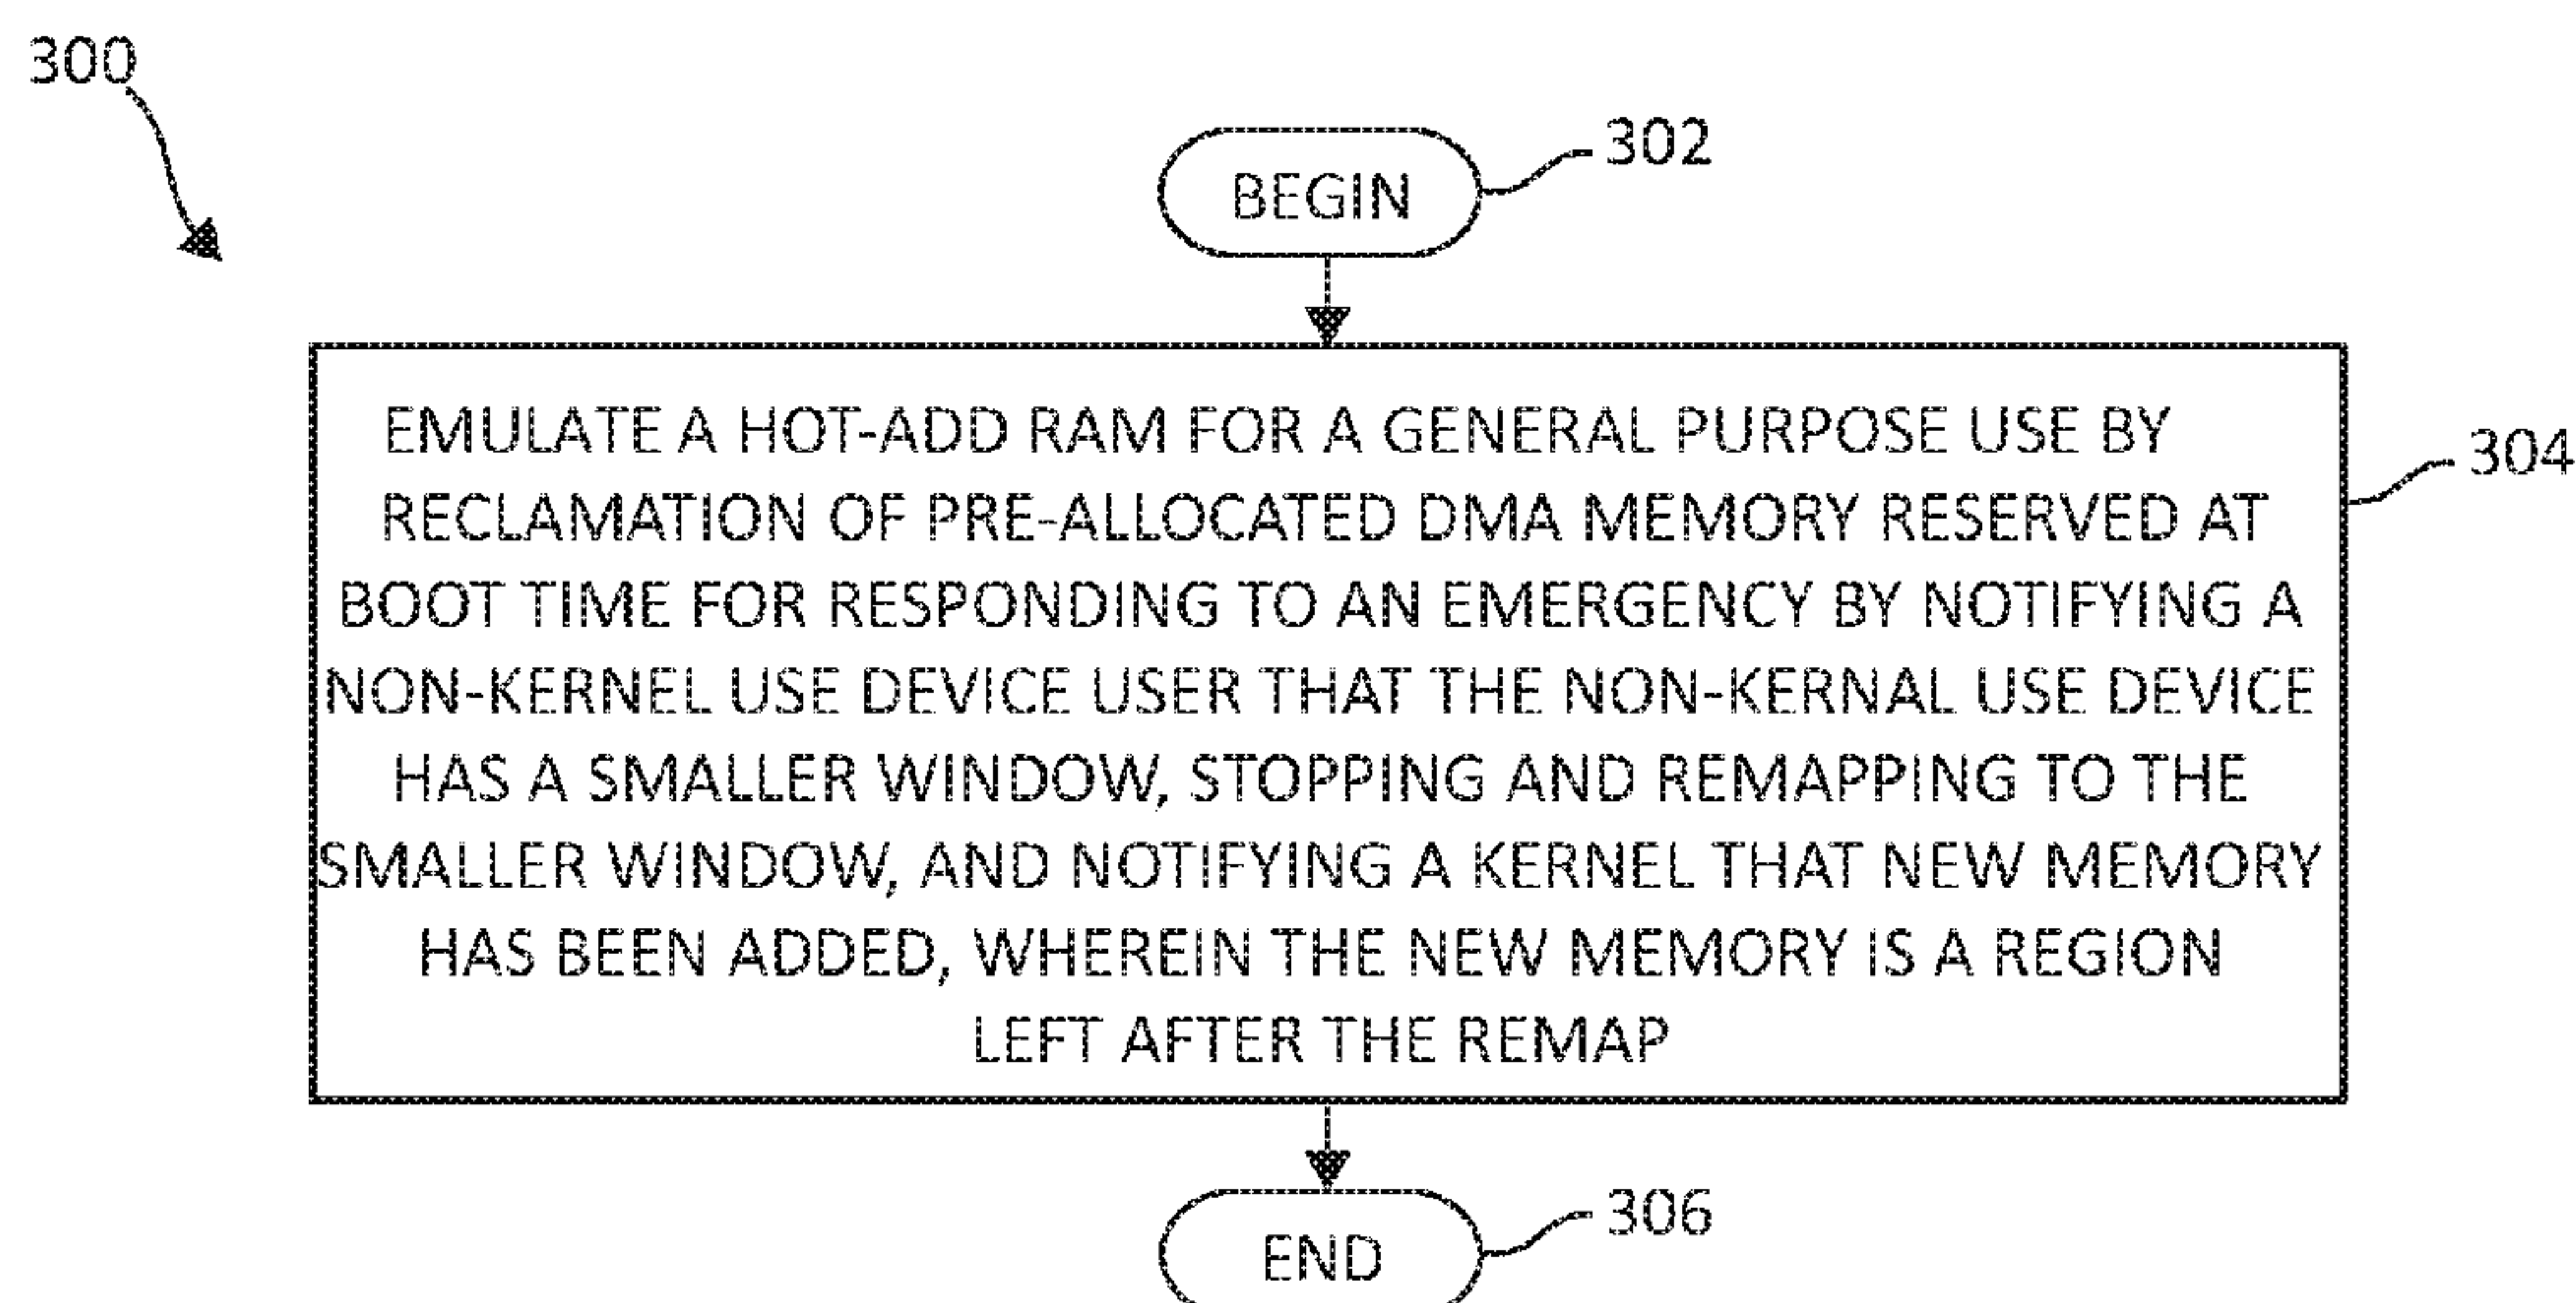 300
BEGIN
302
EMULATE A HOT-ADD RAM FOR A GENERAL PURPOSE USE BY
RECLAMATION OF PRE-ALLOCATED DMA MEMORY RESERVED AT
BOOT TIME FOR RESPONDING TO AN EMERGENCY BY NOTIFYING A
NON-KERNEL USE DEVICE USER THAT THE NON-KERNAL USE DEVICE
HAS A SMALLER WINDOW, STOPPING AND REMAPPING TO THE
SMALLER WINDOW, AND NOTIFYING A KERNEL THAT NEW MEMORY
HAS BEEN ADDED, WHEREIN THE NEW MEMORY IS A REGION
LEFT AFTER THE REMAP
304
END
306